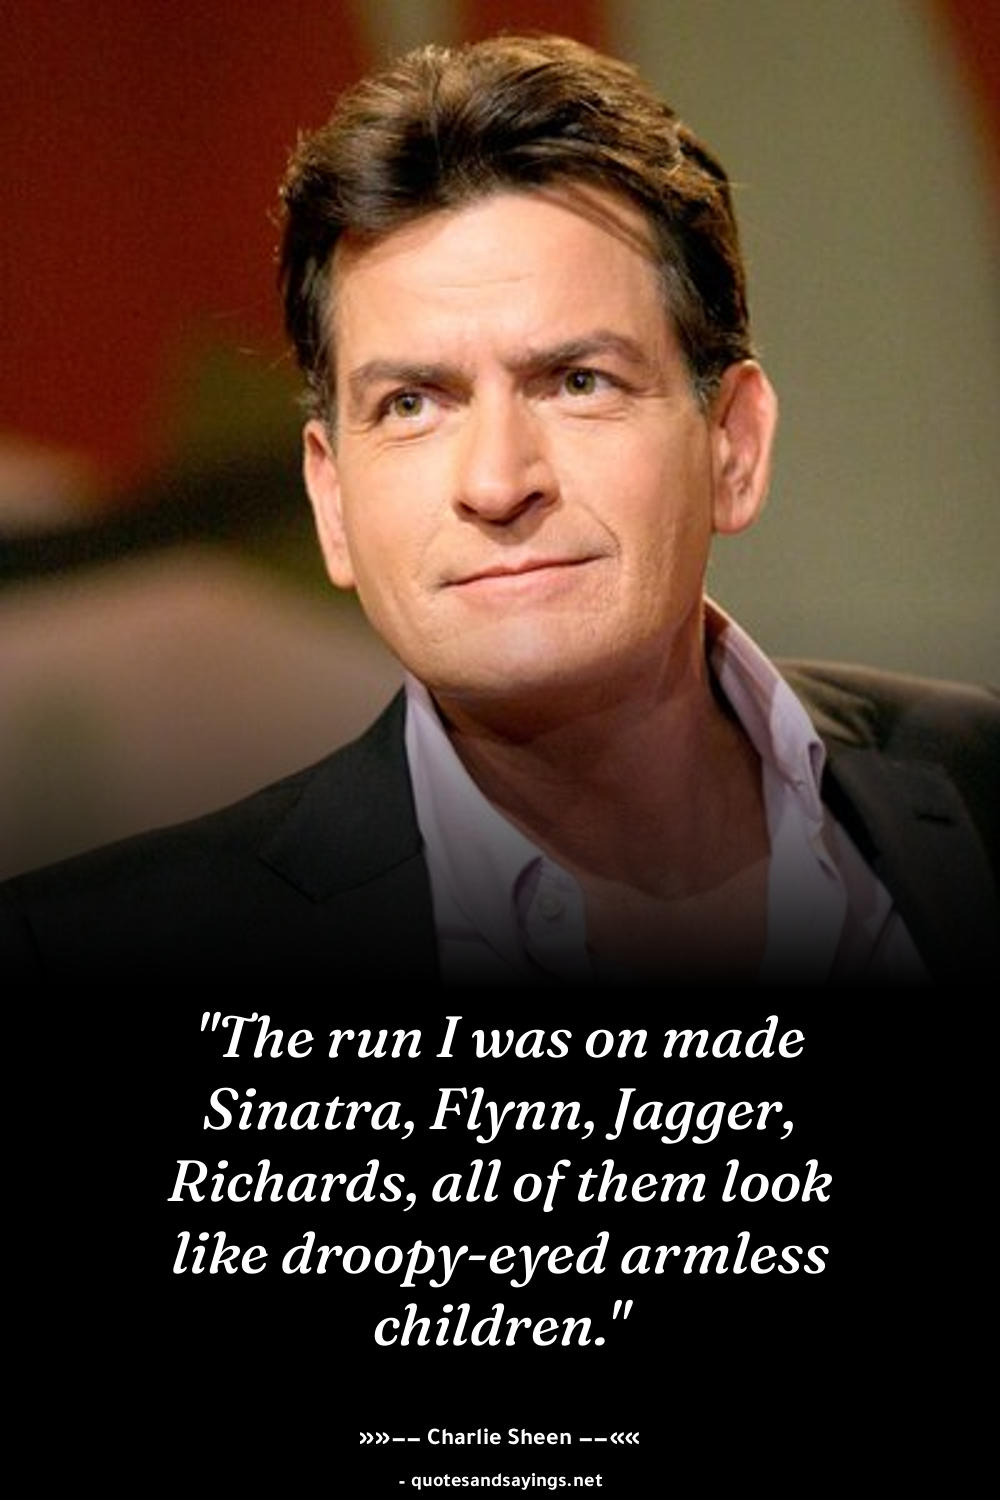 "The run I was on made
Sinatra, Flynn, Jagger,
Richards, all of them look
like droopy-eyed armless
children."
»»–– Charlie Sheen ––««
- quotesandsayings.net